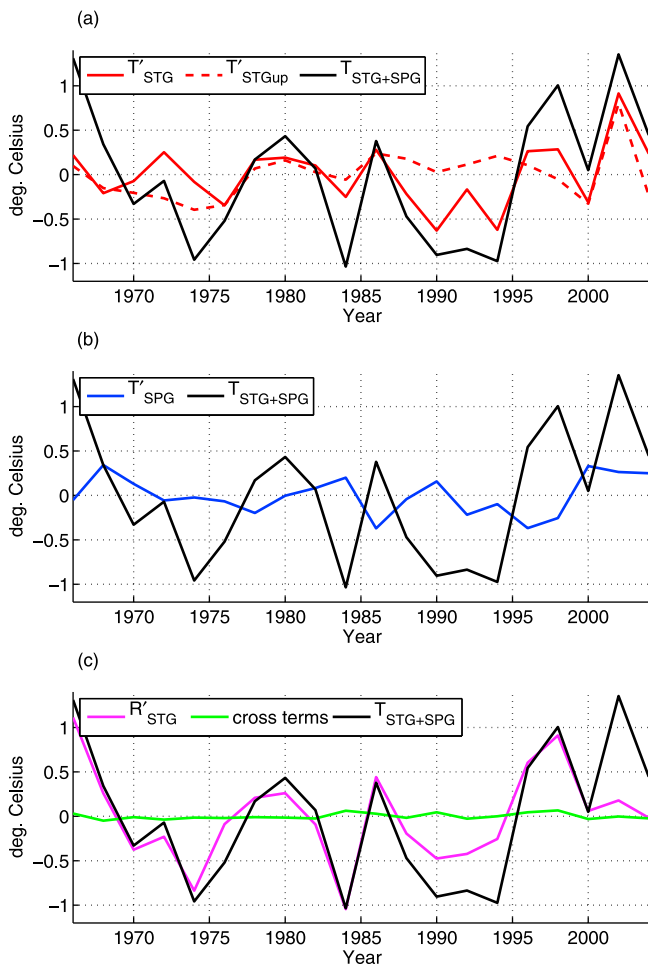 (a)
T′STG T′STGup TSTG+SPG
deg. Celsius
1
0.5
0
−0.5
−1
1970 1975 1980 1985 1990 1995 2000
Year
(b)
T′SPG TSTG+SPG
deg. Celsius
1
0.5
0
−0.5
−1
1970 1975 1980 1985 1990 1995 2000
Year
(c)
R′STG cross terms TSTG+SPG
deg. Celsius
1
0.5
0
−0.5
−1
1970 1975 1980 1985 1990 1995 2000
Year